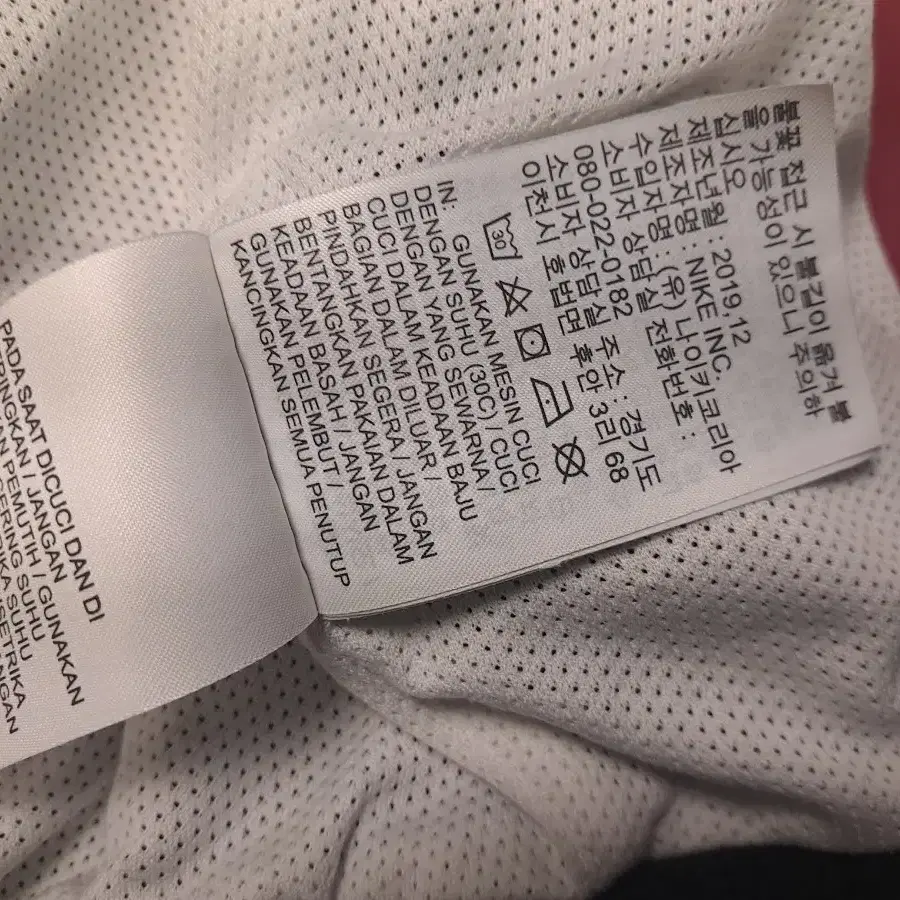 불꽃 접근 시 불길이 옮겨 붙
을 가능성이 있으니 주의하
십시오
제조년월 : 2019,12
제조자명 : NIKE INC.
수입자명 : (유) 나이키코리아
소비자 상담실 전화번호 :
080-022-0182
소비자 상담실 주소 : 경기도
이천시 호법면 후안 3리 68
30
IN:
GUNAKAN MESIN CUCI
DENGAN SUHU (30C) / CUCI
DENGAN YANG SEWARNA /
CUCI DALAM KEADAAN BAJU
BAGIAN DALAM DILUAR /
PINDAHKAN SEGERA / JANGAN
BENTANGKAN PAKAIAN DALAM
KEADAAN BASAH / JANGAN
GUNAKAN PELEMBUT /
KANCINGKAN SEMUA PENUTUP
PADA SAAT DICUCI DAN DI
/ JANGAN
PEMUTIH / GUNAKAN
SUHU
SUHU